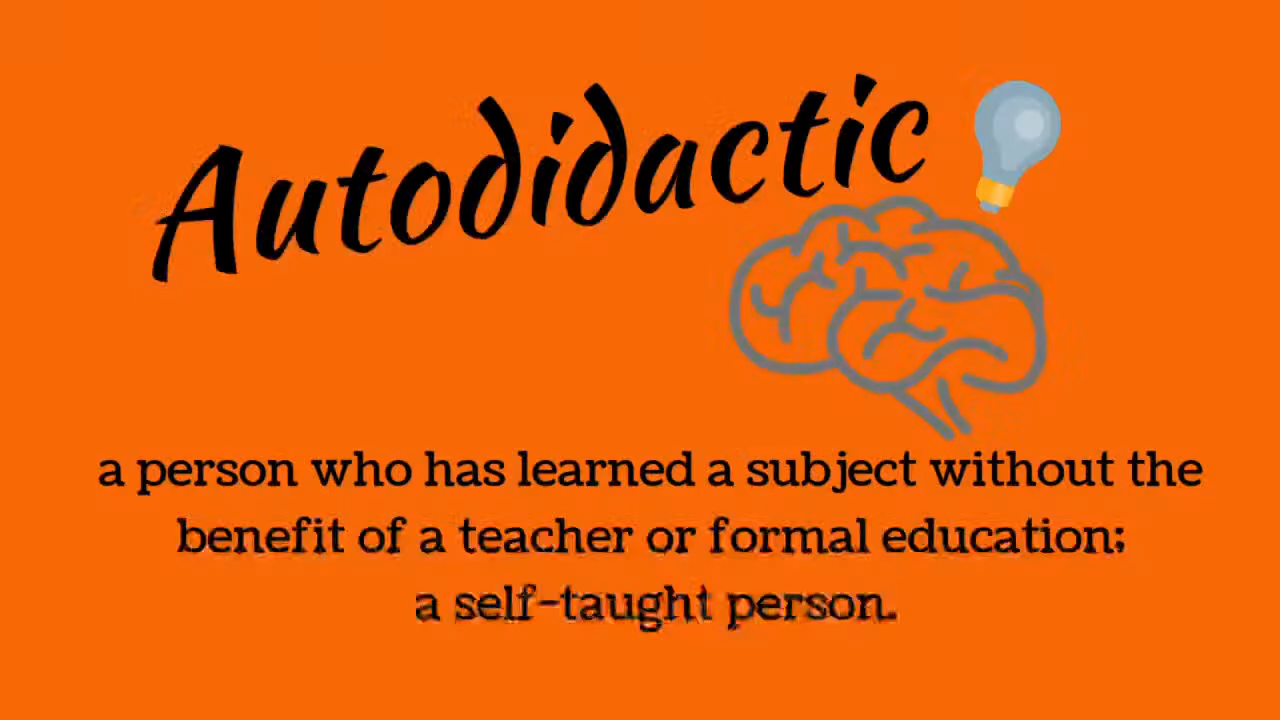 Autodidactic
a person who has learned a subject without the
benefit of a teacher or formal education;
a self-taught person.